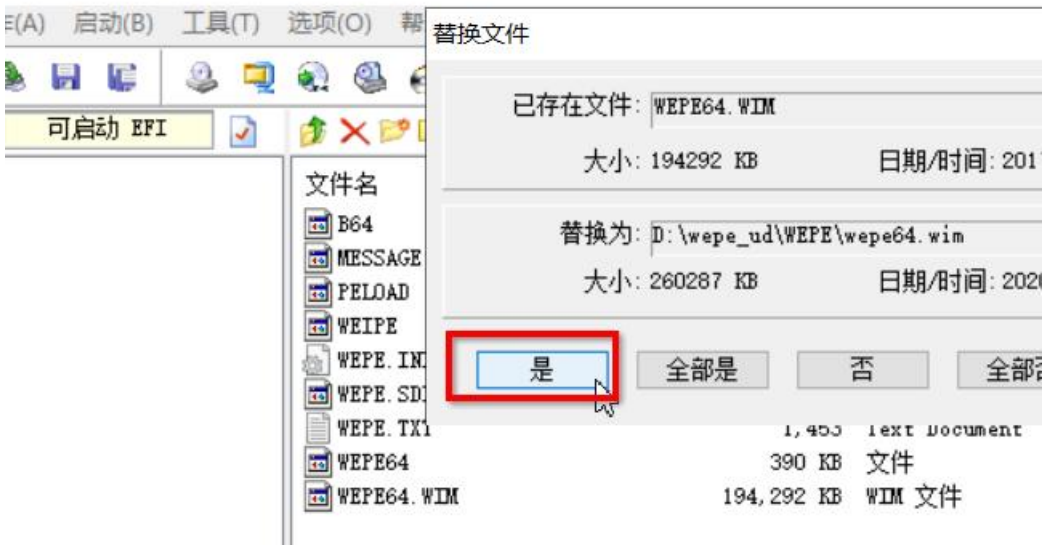 (A) 启动(B) 工具(T) 选项(O) 帮
替换文件
已存在文件: WEPE64.WIM
大小: 194292 KB 日期/时间: 201
替换为: D:\wepe_ud\WEPE\wepe64.wim
大小: 260287 KB 日期/时间: 2020
是 全部是 否 全部否
可启动 EFI
文件名
B64
MESSAGE
PELOAD
WEIPE
WEPE.INI
WEPE.SDI
WEPE.TXT 1,453 Text Document
WEPE64 390 KB 文件
WEPE64.WIM 194,292 KB WIM 文件